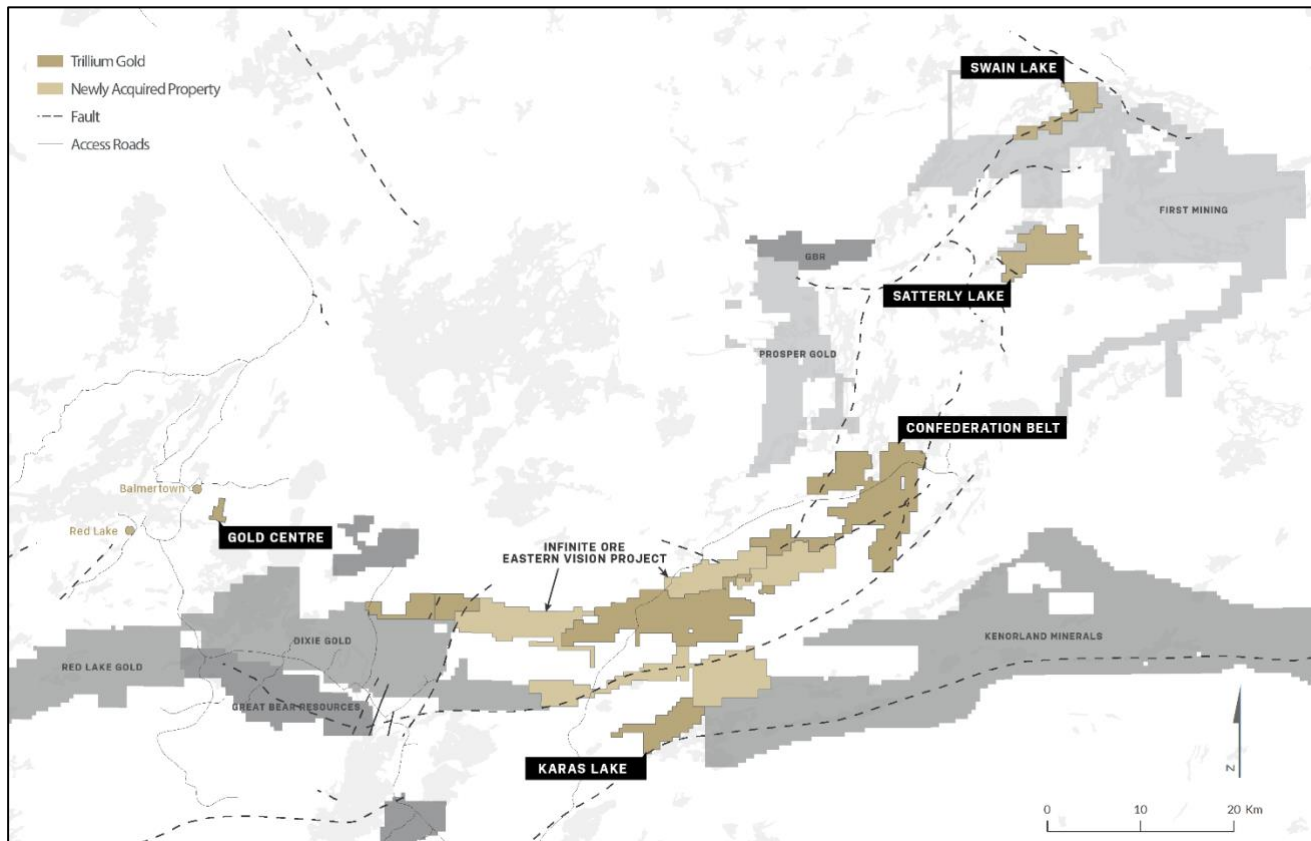 Trillium Gold
Newly Acquired Property
Fault
Access Roads
SWAIN LAKE
FIRST MINING
GBR
SATTERLY LAKE
PROSPER GOLD
CONFEDERATION BELT
Balmertown
Red Lake
GOLD CENTRE
INFINITE ORE
EASTERN VISION PROJECT
DIXIE GOLD
KENORLAND MINERALS
RED LAKE GOLD
GREAT BEAR RESOURCES
KARAS LAKE
N
0 10 20 Km